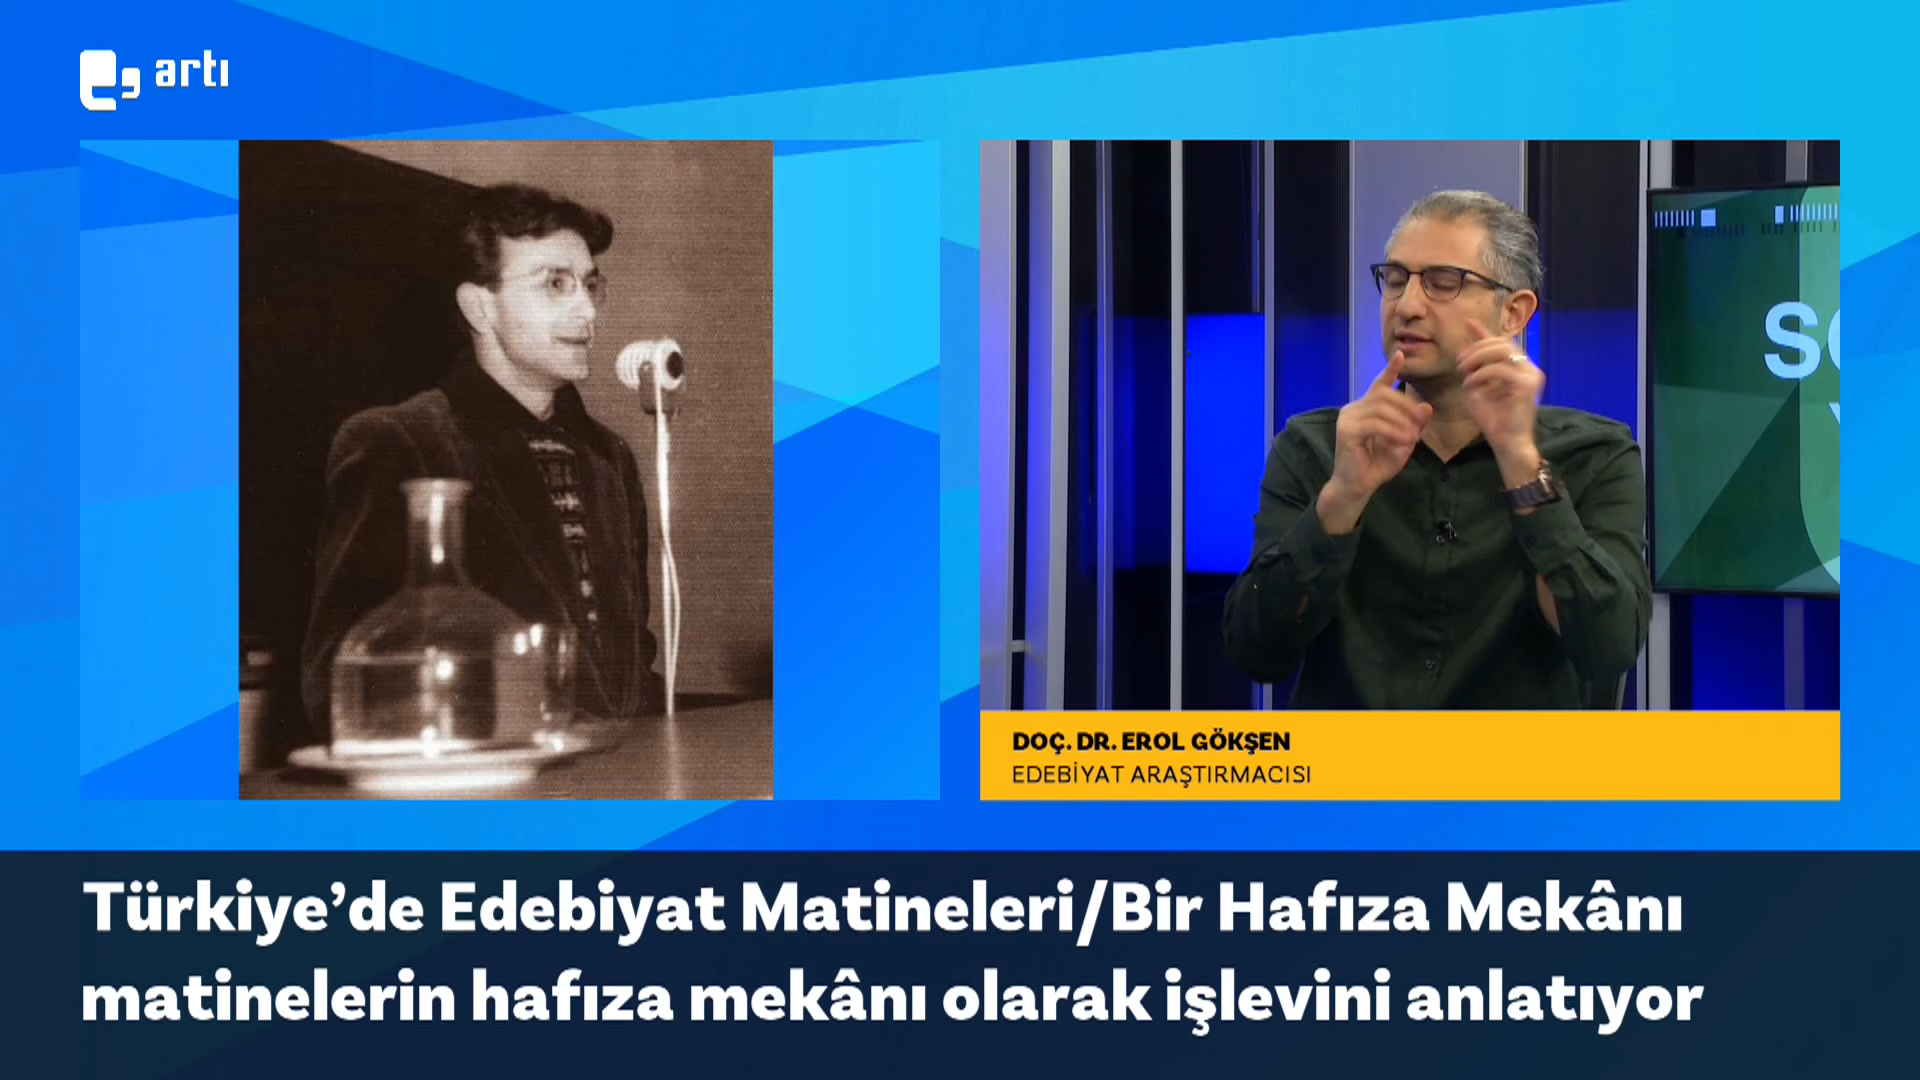 artı
SO
DOÇ. DR. EROL GÖKŞEN
EDEBİYAT ARAŞTIRMACISI
Türkiye’de Edebiyat Matineleri/Bir Hafıza Mekânı
matinelerin hafıza mekânı olarak işlevini anlatıyor